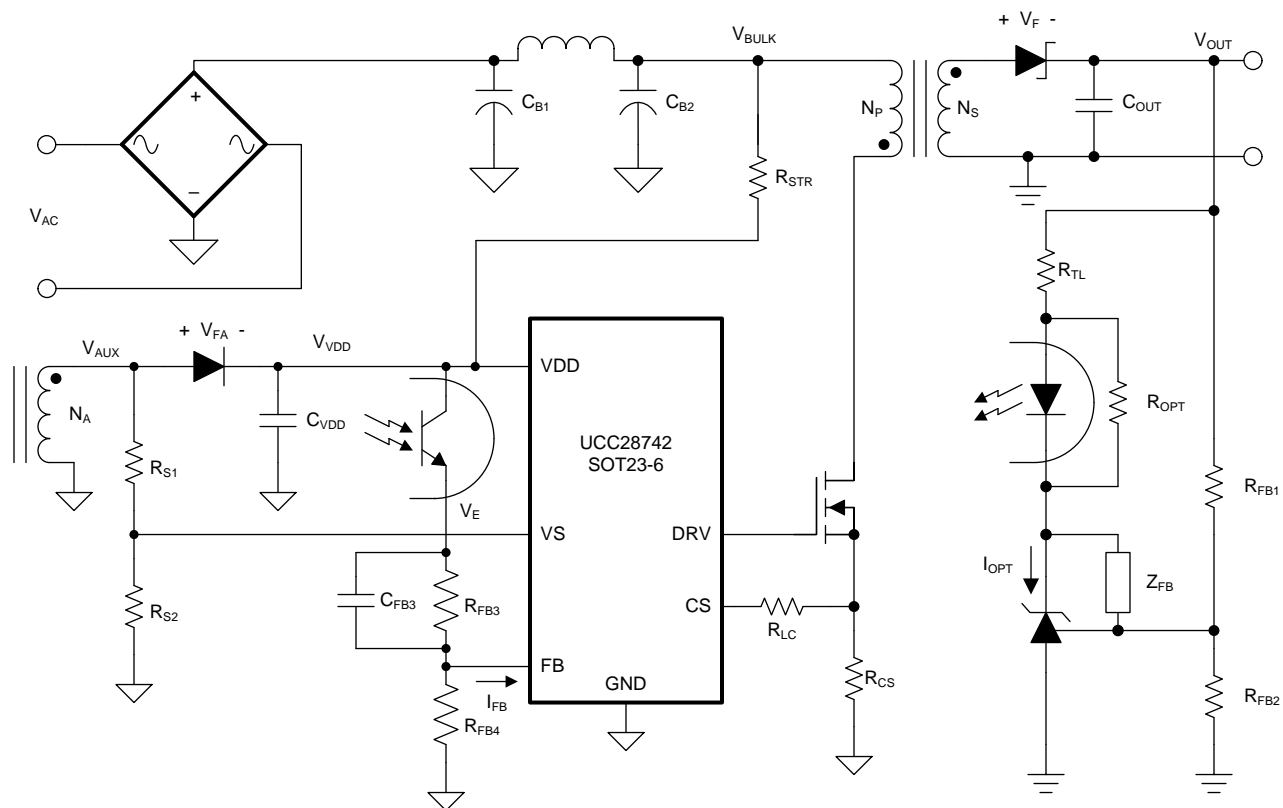 + V_F -
V_BULK
V_OUT
+
C_B1
C_B2
N_P
N_S
C_OUT
R_STR
–
V_AC
R_TL
+ V_FA -
V_AUX
V_VDD
VDD
N_A
C_VDD
R_OPT
UCC28742
SOT23-6
R_S1
R_FB1
V_E
VS
DRV
I_OPT
Z_FB
C_FB3
R_FB3
R_S2
CS
R_LC
FB
GND
R_CS
I_FB
R_FB2
R_FB4